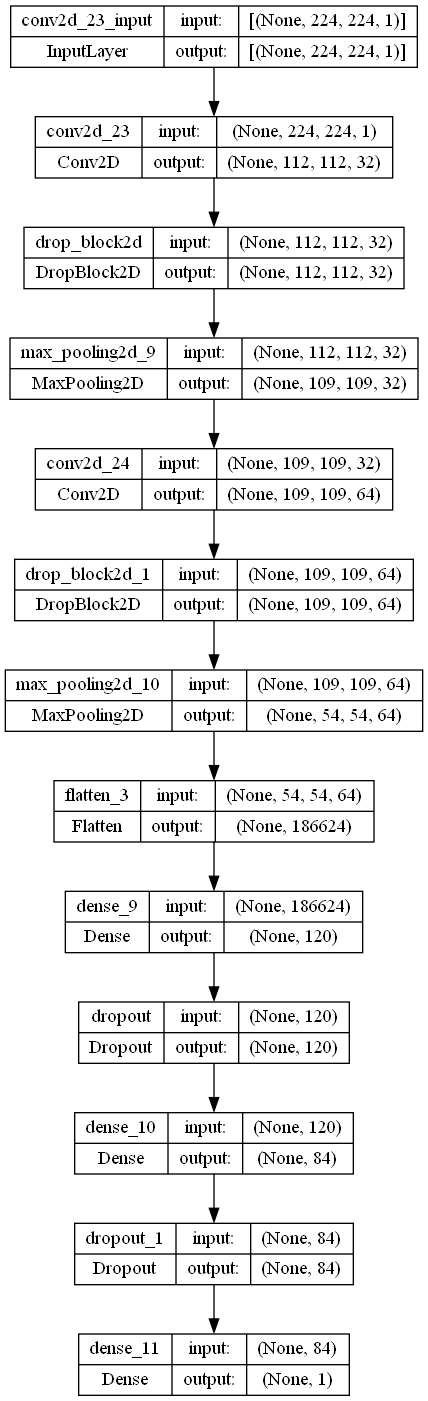 conv2d_23_input input: [(None, 224, 224, 1)]
InputLayer output: [(None, 224, 224, 1)]
conv2d_23 input: (None, 224, 224, 1)
Conv2D output: (None, 112, 112, 32)
drop_block2d input: (None, 112, 112, 32)
DropBlock2D output: (None, 112, 112, 32)
max_pooling2d_9 input: (None, 112, 112, 32)
MaxPooling2D output: (None, 109, 109, 32)
conv2d_24 input: (None, 109, 109, 32)
Conv2D output: (None, 109, 109, 64)
drop_block2d_1 input: (None, 109, 109, 64)
DropBlock2D output: (None, 109, 109, 64)
max_pooling2d_10 input: (None, 109, 109, 64)
MaxPooling2D output: (None, 54, 54, 64)
flatten_3 input: (None, 54, 54, 64)
Flatten output: (None, 186624)
dense_9 input: (None, 186624)
Dense output: (None, 120)
dropout input: (None, 120)
Dropout output: (None, 120)
dense_10 input: (None, 120)
Dense output: (None, 84)
dropout_1 input: (None, 84)
Dropout output: (None, 84)
dense_11 input: (None, 84)
Dense output: (None, 1)